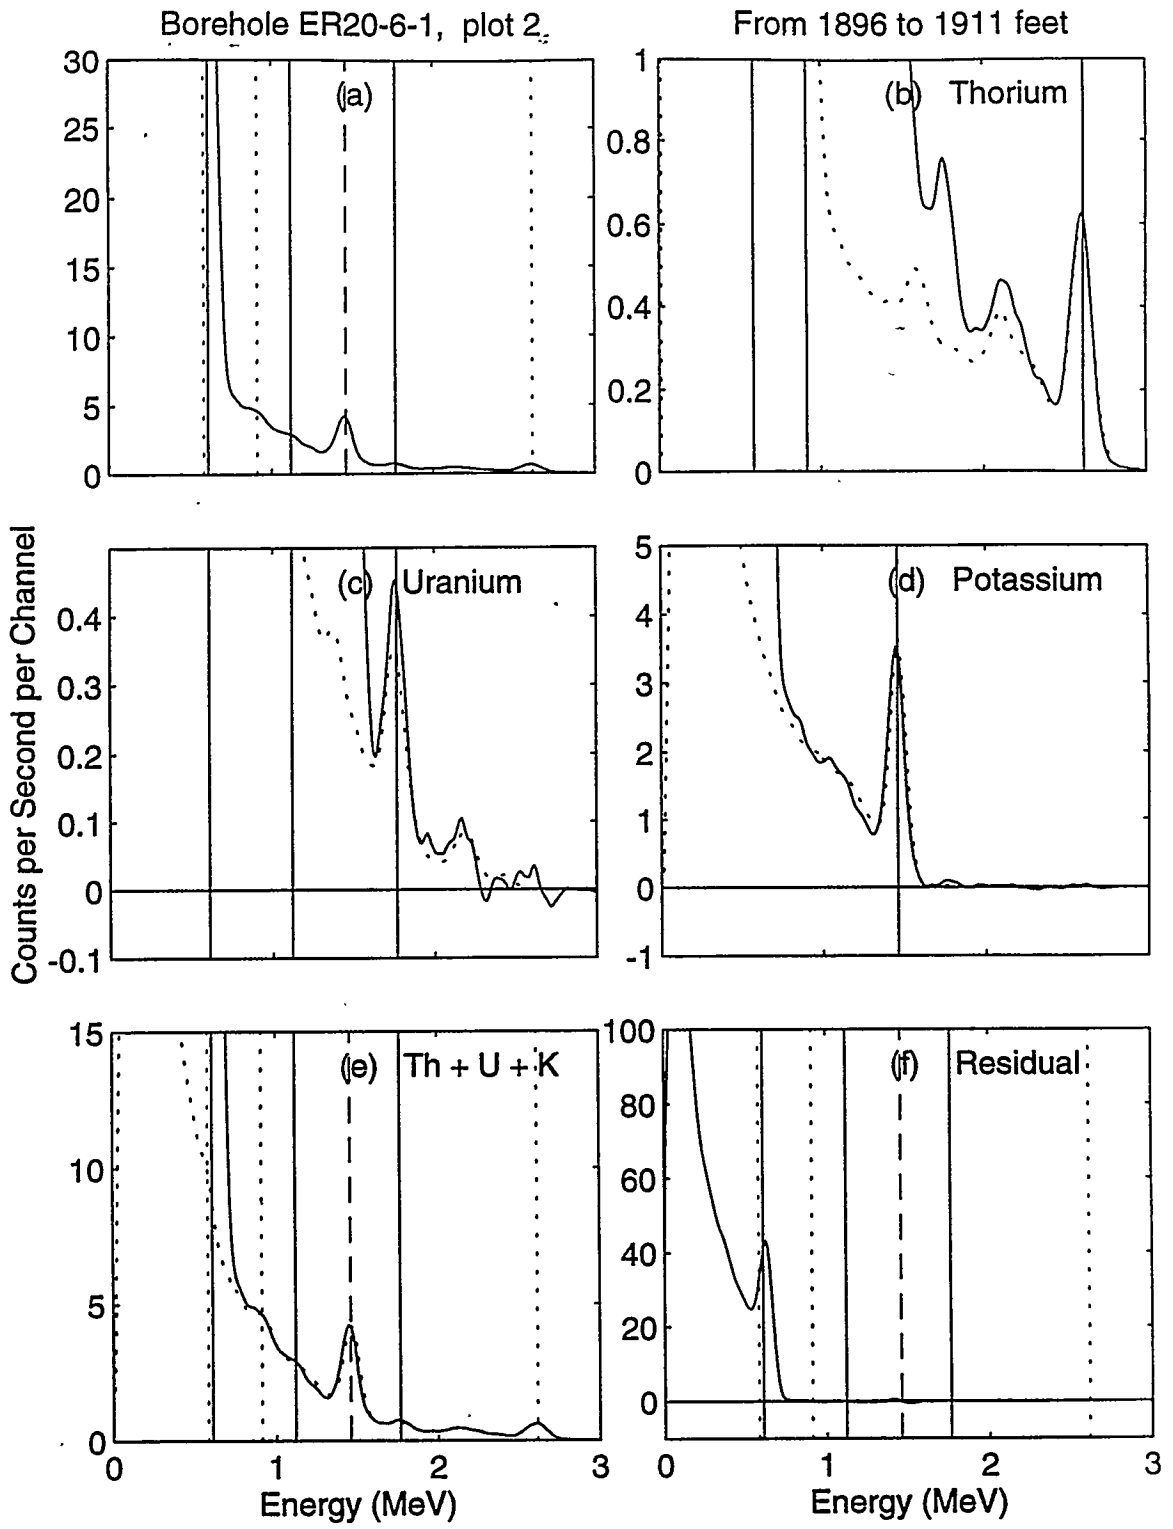 Borehole ER20-6-1, plot 2
From 1896 to 1911 feet
30
25
20
15
10
5
0
(a)
1
0.8
0.6
0.4
0.2
0
(b) Thorium
Counts per Second per Channel
0.4
0.3
0.2
0.1
0
-0.1
(c) Uranium
5
4
3
2
1
0
-1
(d) Potassium
15
10
5
0
(e) Th + U + K
0 1 2 3
Energy (MeV)
100
80
60
40
20
0
(f) Residual
0 1 2 3
Energy (MeV)